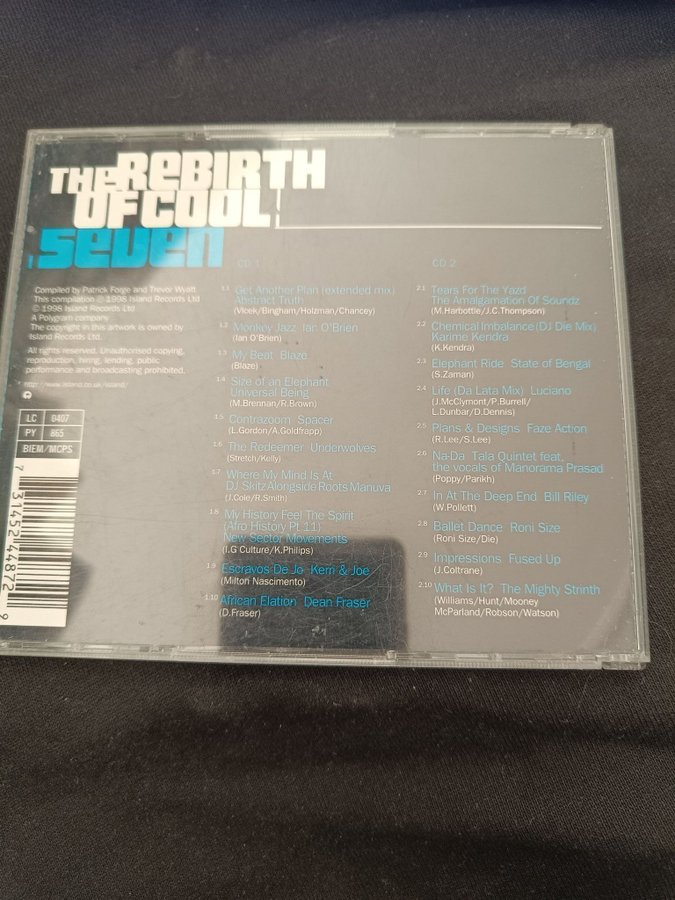 THE REBIRTH
OF COOL
seven
Compiled by Patrick Forge and Trevor Wyatt
This compilation ℗ 1998 Island Records Ltd
© 1998 Island Records Ltd
A Polygram company
The copyright in this artwork is owned by
Island Records Ltd.
All rights reserved. Unauthorised copying,
reproduction, hiring, lending, public
performance and broadcasting prohibited.
http://www.island.co.uk/island/
LC 0407
PY 865
BIEM/MCPS
7 31452 44872 9
CD 1
1.1 Get Another Plan (extended mix)
Abstract Truth
(Vlcek/Bingham/Holzman/Chancey)
1.2 Monkey Jazz Ian O'Brien
(Ian O'Brien)
1.3 My Beat Blaze
(Blaze)
1.4 Size of an Elephant
Universal Being
(M.Brennan/R.Brown)
1.5 Contrazoom Spacer
(L.Gordon/A.Goldfrapp)
1.6 The Redeemer Underwolves
(Stretch/Kelly)
1.7 Where My Mind Is At
DJ Skitz Alongside Roots Manuva
(J.Cole/R.Smith)
1.8 My History Feel The Spirit
(Afro History Pt.11)
New Sector Movements
(I.G Culture/K.Philips)
1.9 Escravos De Jo Kerri & Joe
(Milton Nascimento)
1.10 African Elation Dean Fraser
(D.Fraser)
CD 2
2.1 Tears For The Yazd
The Amalgamation Of Soundz
(M.Harbottle/J.C.Thompson)
2.2 Chemical Imbalance (DJ Die Mix)
Karime Kendra
(K.Kendra)
2.3 Elephant Ride State of Bengal
(S.Zaman)
2.4 Life (Da Lata Mix) Luciano
(J.McClymont/P.Burrell/
L.Dunbar/D.Dennis)
2.5 Plans & Designs Faze Action
(R.Lee/S.Lee)
2.6 Na-Da Tala Quintet feat.
the vocals of Manorama Prasad
(Poppy/Parikh)
2.7 In At The Deep End Bill Riley
(W.Pollett)
2.8 Ballet Dance Roni Size
(Roni Size/Die)
2.9 Impressions Fused Up
(J.Coltrane)
2.10 What Is It? The Mighty Strinth
(Williams/Hunt/Mooney
McParland/Robson/Watson)